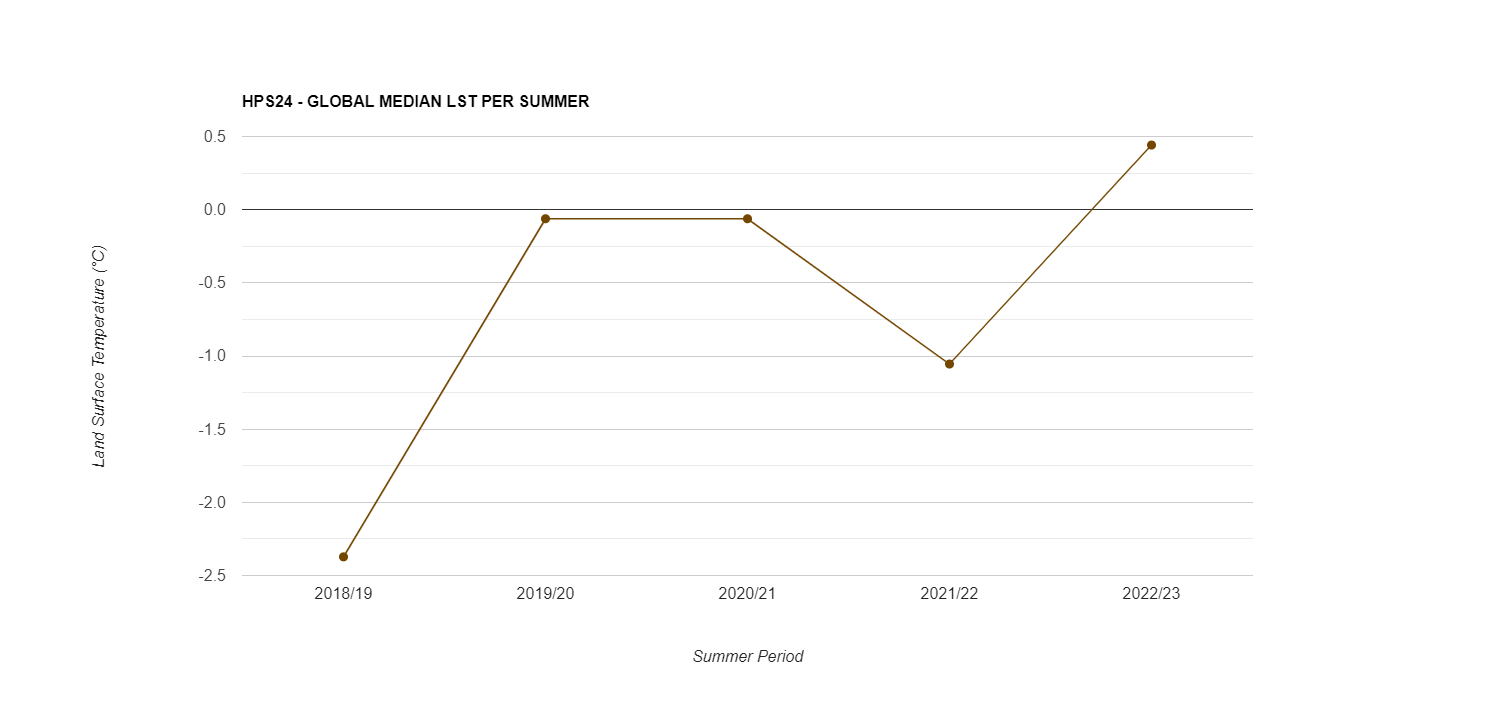 HPS24 - GLOBAL MEDIAN LST PER SUMMER
Land Surface Temperature (°C)
0.5
0.0
-0.5
-1.0
-1.5
-2.0
-2.5
2018/19 2019/20 2020/21 2021/22 2022/23
Summer Period